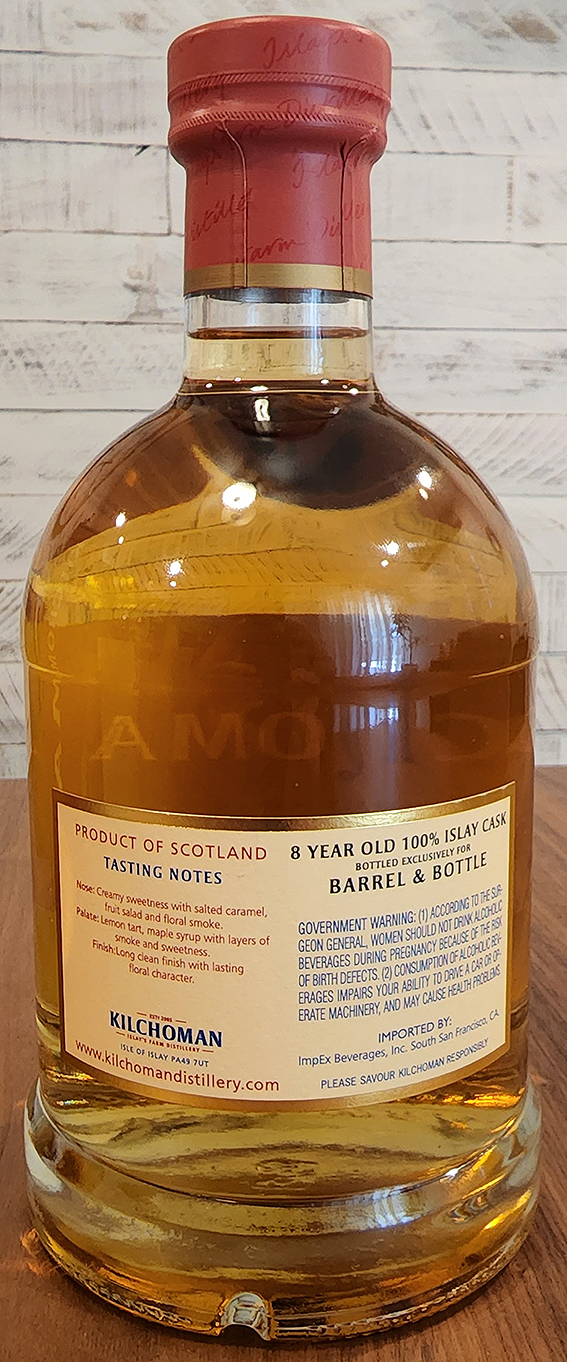 PRODUCT OF SCOTLAND
TASTING NOTES
Nose: Creamy sweetness with salted caramel,
fruit salad and floral smoke.
Palate: Lemon tart, maple syrup with layers of
smoke and sweetness.
Finish:Long clean finish with lasting
floral character.
ESTD 2005
KILCHOMAN
ISLAY'S FARM DISTILLERY
ISLE OF ISLAY PA49 7UT
www.kilchomandistillery.com
8 YEAR OLD 100% ISLAY CASK
BOTTLED EXCLUSIVELY FOR
BARREL & BOTTLE
GOVERNMENT WARNING: (1) ACCORDING TO THE SUR-
GEON GENERAL, WOMEN SHOULD NOT DRINK ALCOHOLIC
BEVERAGES DURING PREGNANCY BECAUSE OF THE RISK
OF BIRTH DEFECTS. (2) CONSUMPTION OF ALCOHOLIC BEV-
ERAGES IMPAIRS YOUR ABILITY TO DRIVE A CAR OR OP-
ERATE MACHINERY, AND MAY CAUSE HEALTH PROBLEMS.
IMPORTED BY:
ImpEx Beverages, Inc. South San Francisco, CA.
PLEASE SAVOUR KILCHOMAN RESPONSIBLY